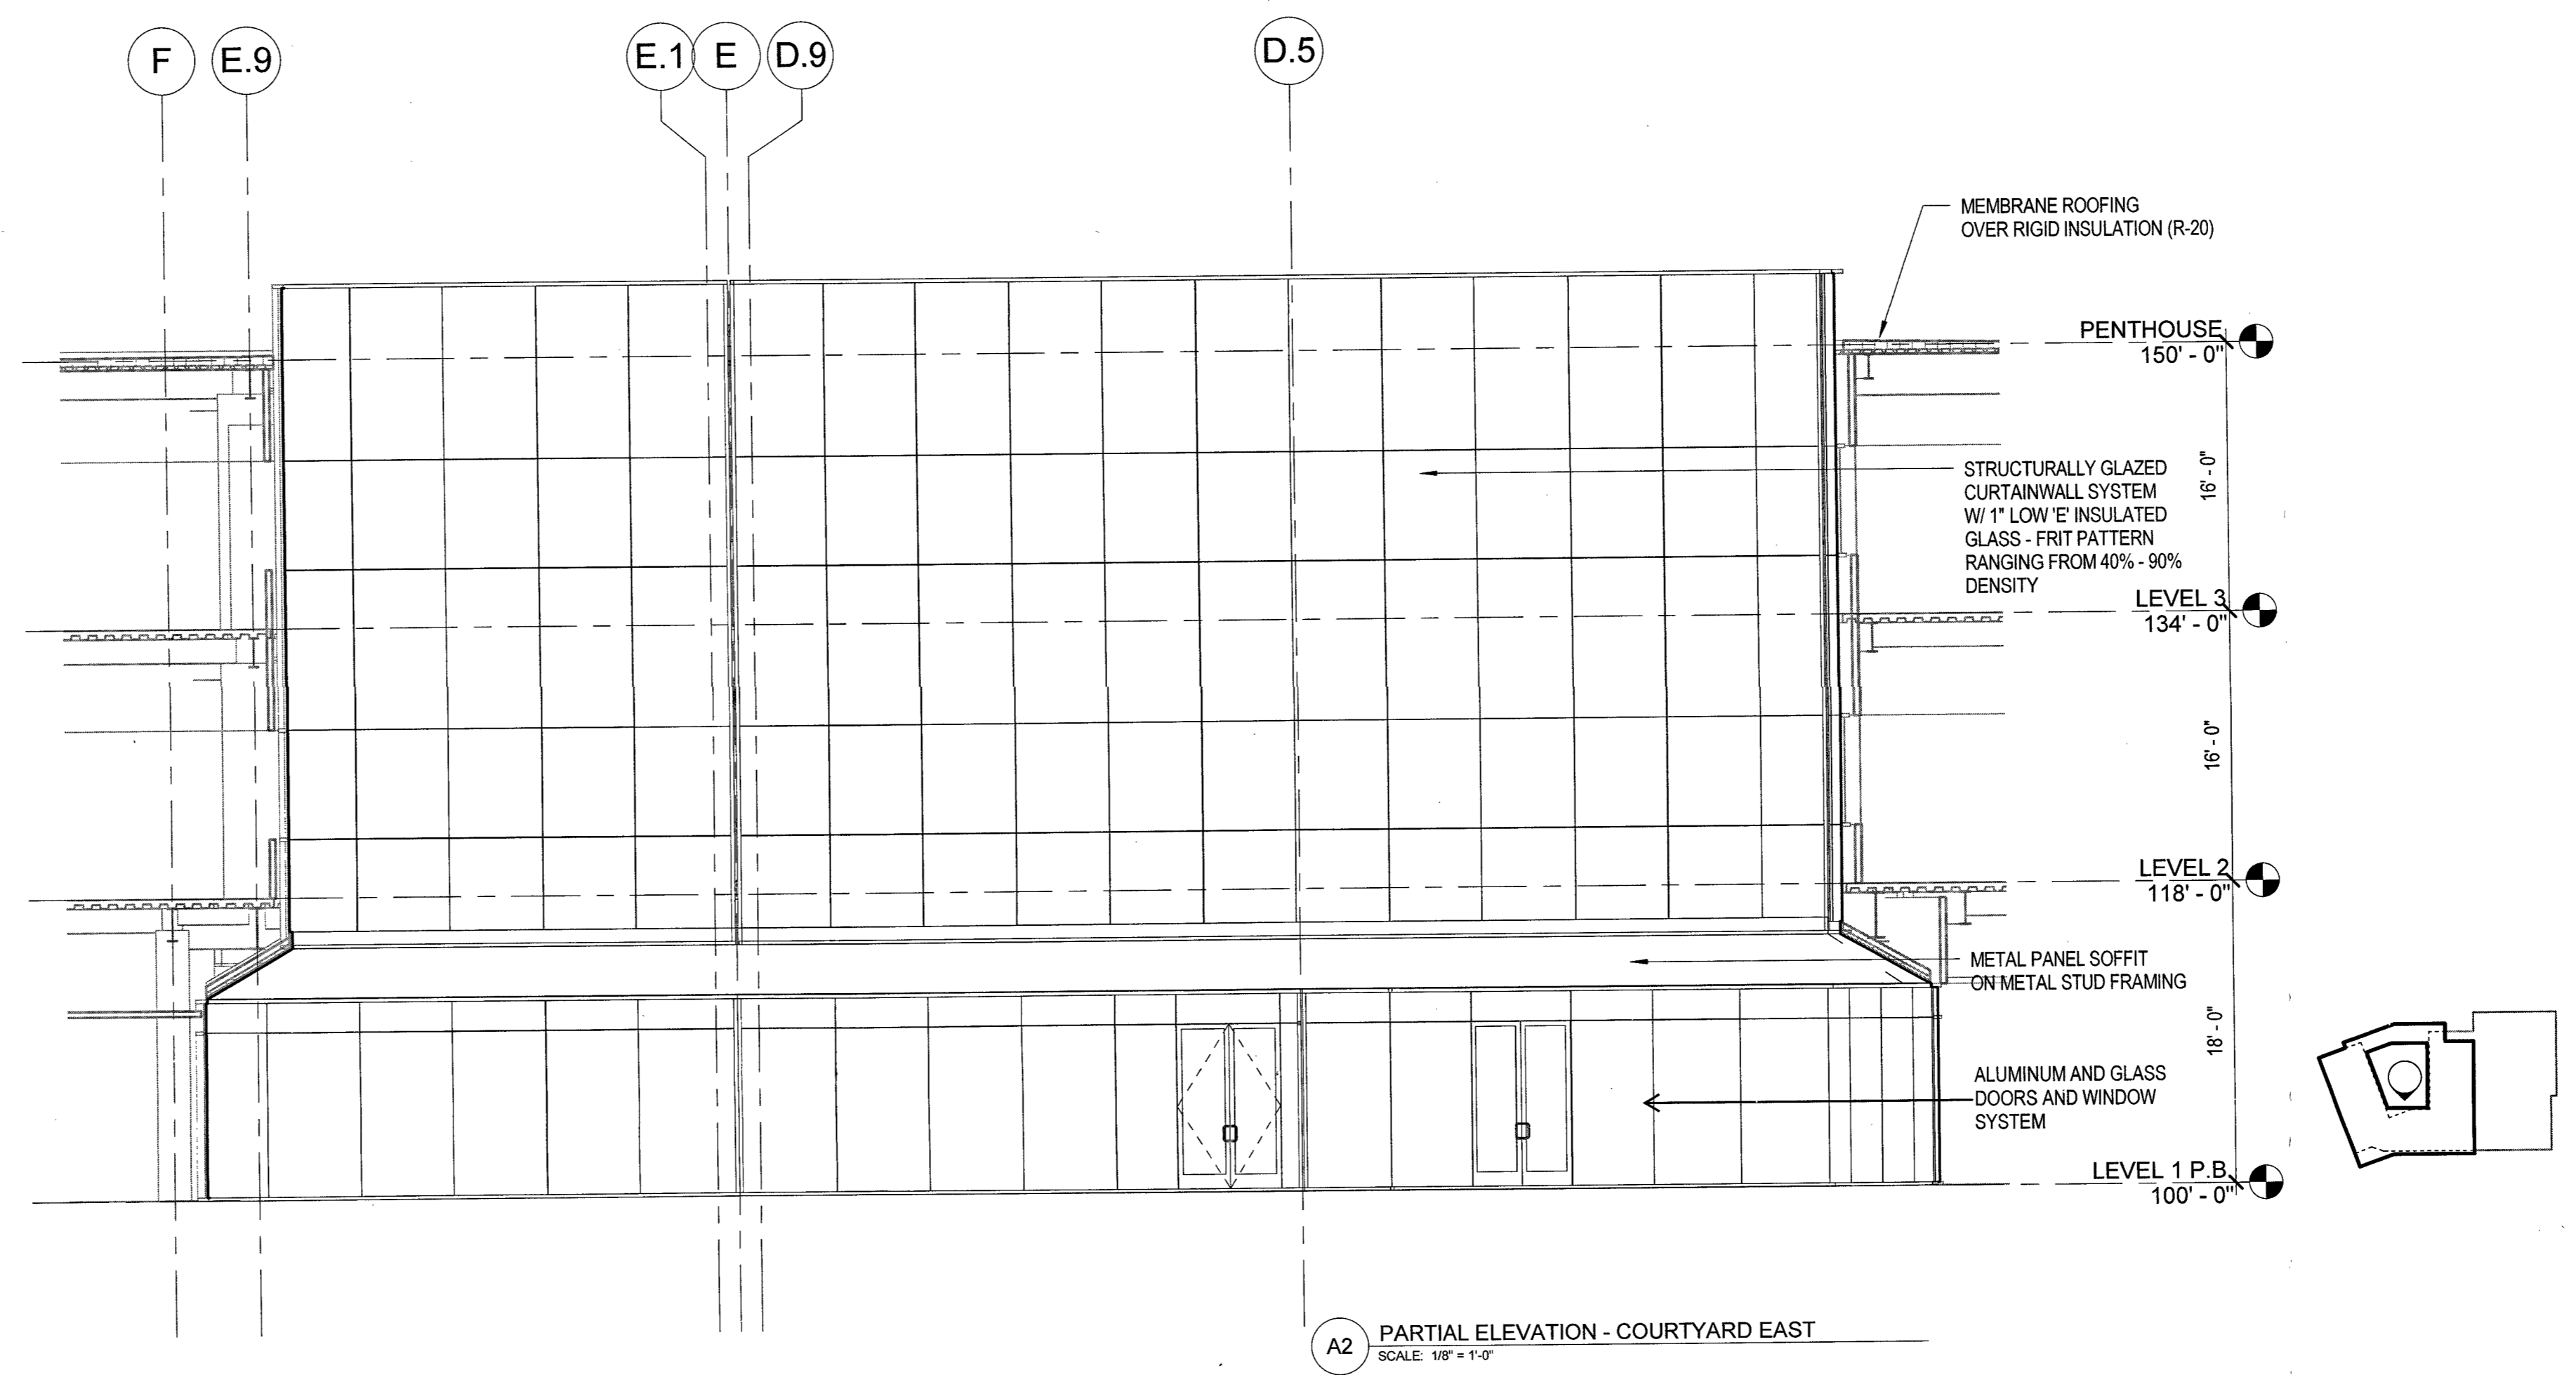 F
E.9
E.1
E
D.9
D.5
MEMBRANE ROOFING
OVER RIGID INSULATION (R-20)
PENTHOUSE
150' - 0"
STRUCTURALLY GLAZED
CURTAINWALL SYSTEM
W/ 1" LOW 'E' INSULATED
GLASS - FRIT PATTERN
RANGING FROM 40% - 90%
DENSITY
16' - 0"
LEVEL 3
134' - 0"
16' - 0"
LEVEL 2
118' - 0"
METAL PANEL SOFFIT
ON METAL STUD FRAMING
18' - 0"
ALUMINUM AND GLASS
DOORS AND WINDOW
SYSTEM
LEVEL 1 P.B.
100' - 0"
A2
PARTIAL ELEVATION - COURTYARD EAST
SCALE: 1/8" = 1'-0"